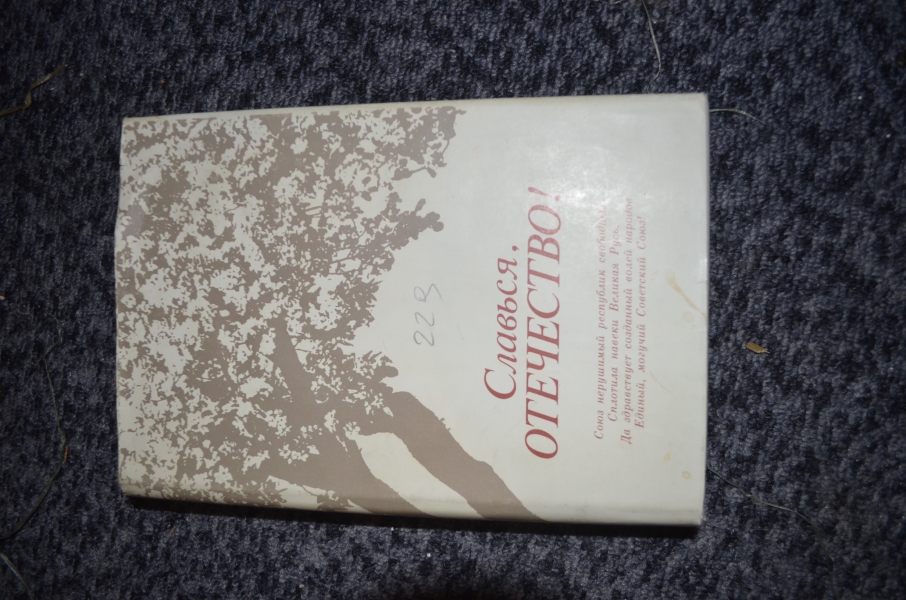 229
Славься,
ОТЕЧЕСТВО!
Союз нерушимый республик свободных
Сплотила навеки Великая Русь.
Да здравствует созданный волей народов
Единый, могучий Советский Союз!